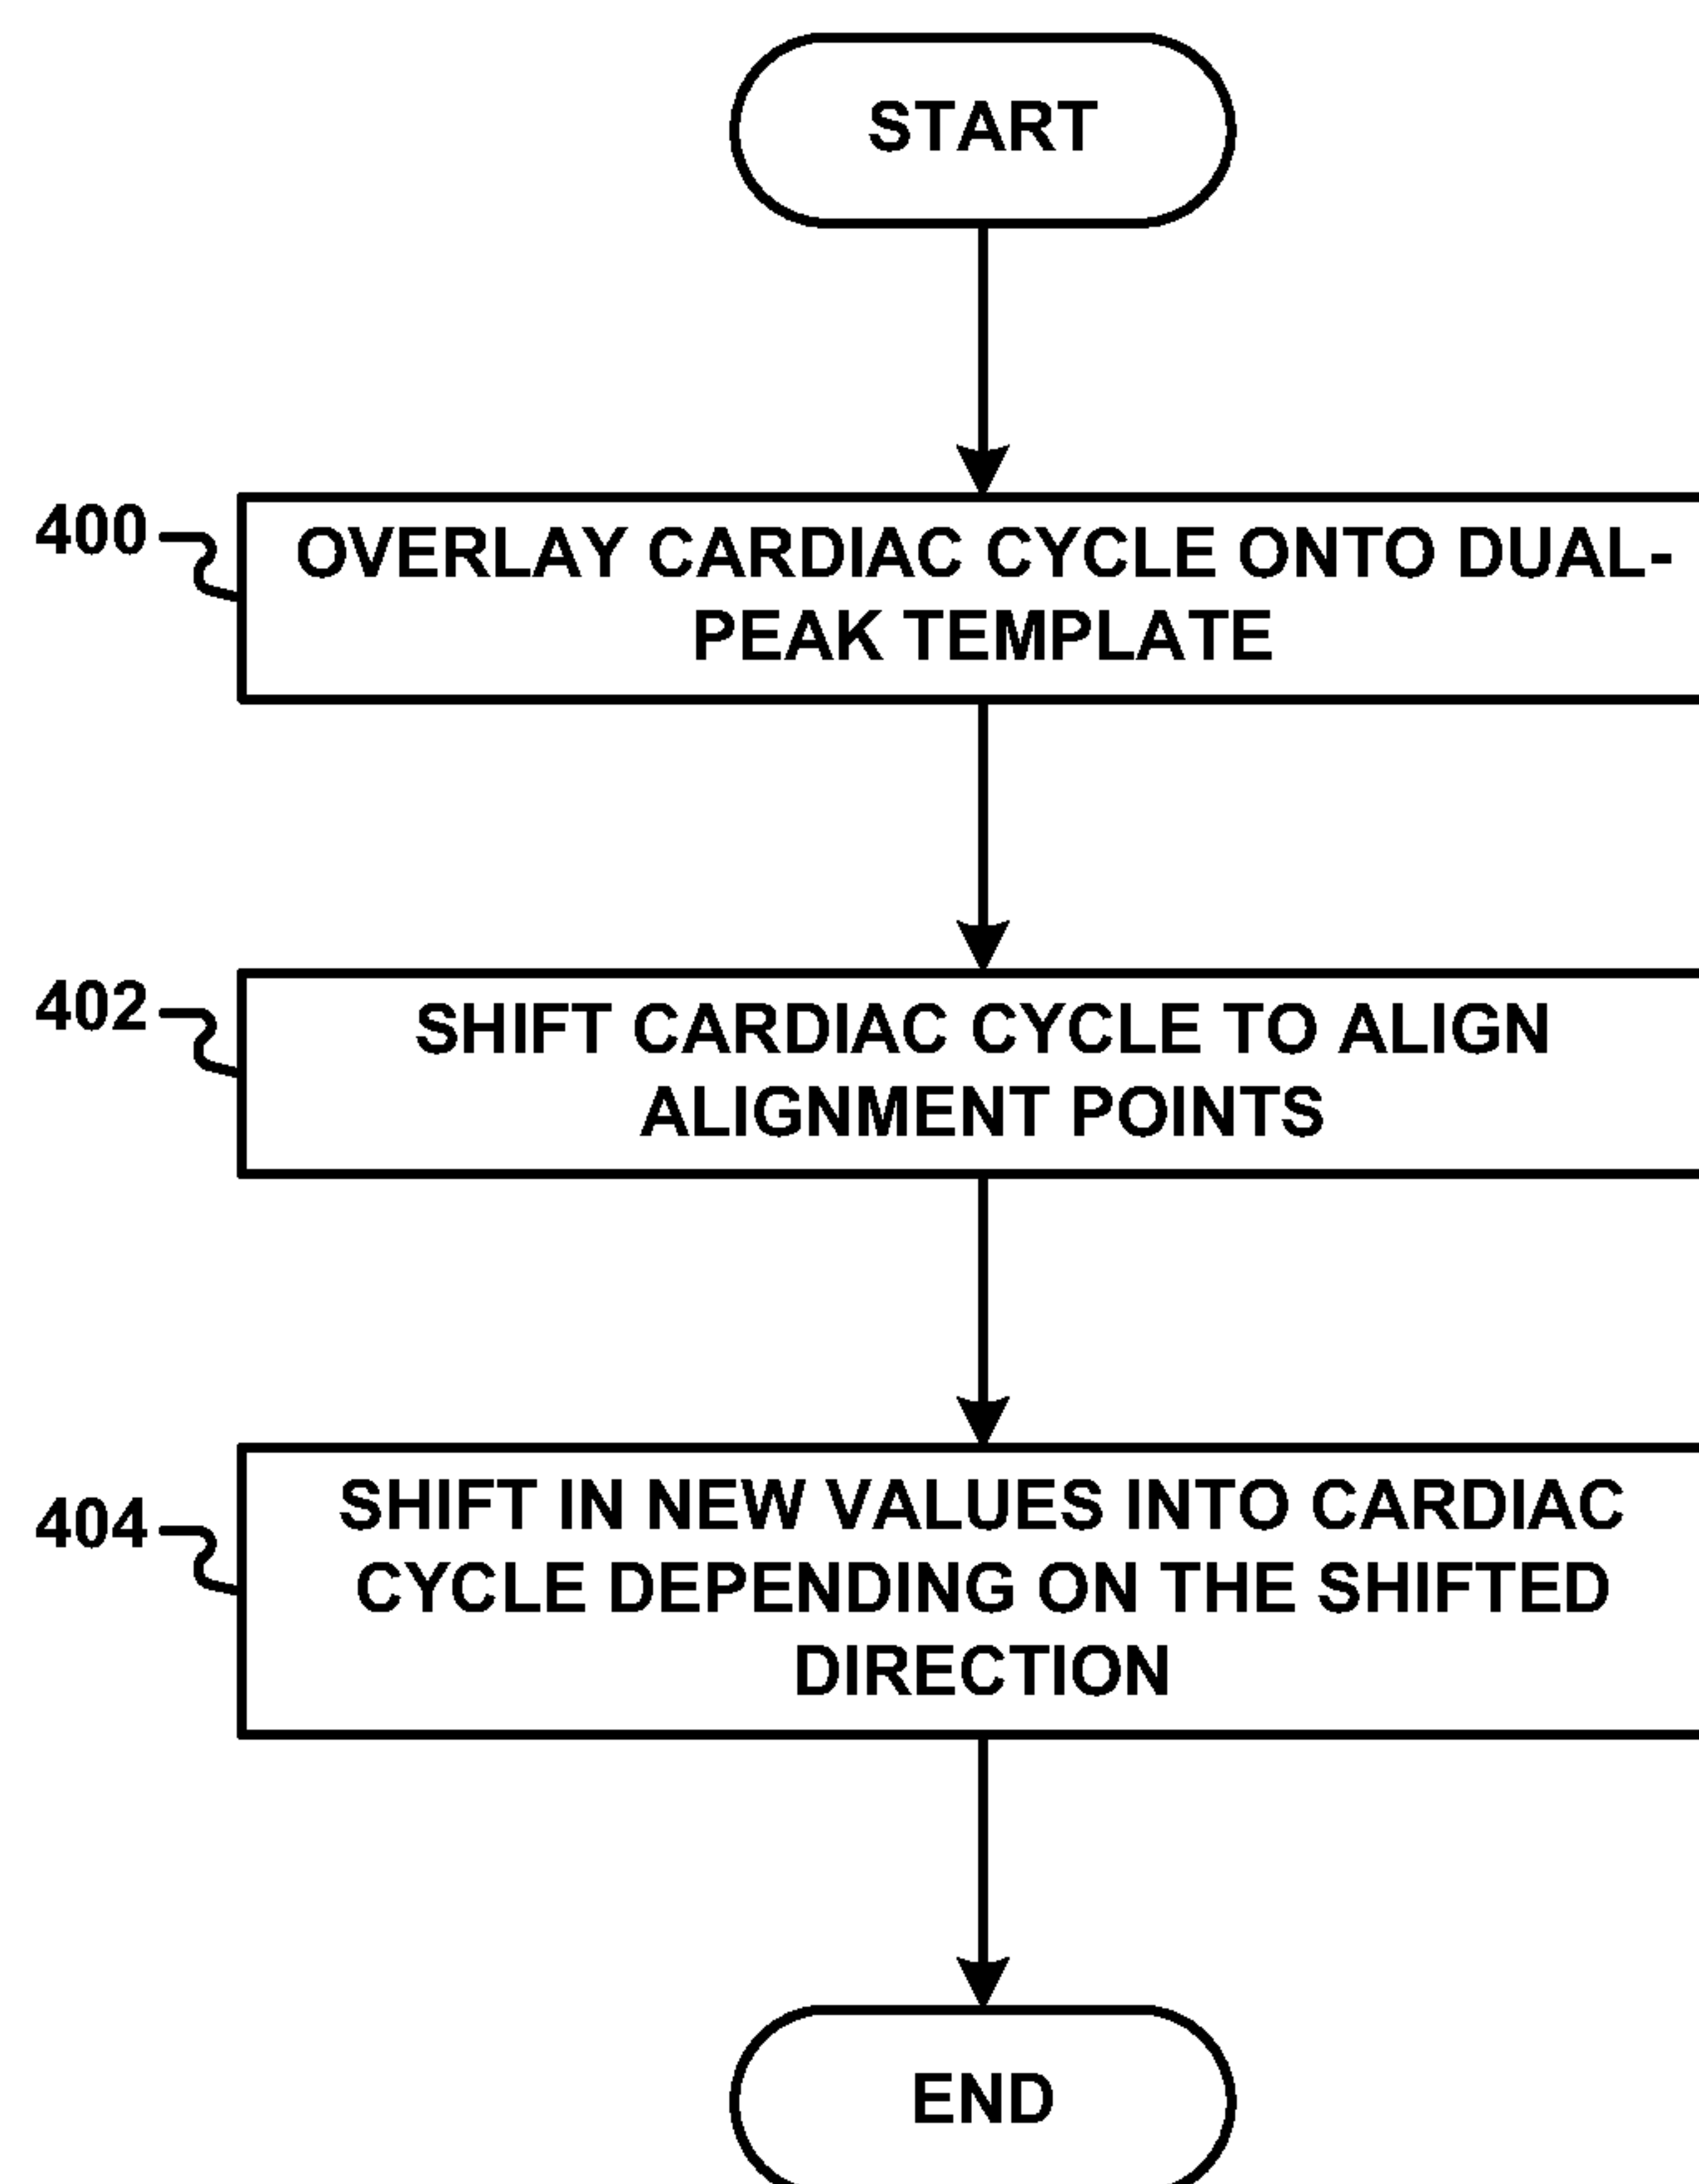 START
400
OVERLAY CARDIAC CYCLE ONTO DUAL-
PEAK TEMPLATE
402
SHIFT CARDIAC CYCLE TO ALIGN
ALIGNMENT POINTS
404
SHIFT IN NEW VALUES INTO CARDIAC
CYCLE DEPENDING ON THE SHIFTED
DIRECTION
END